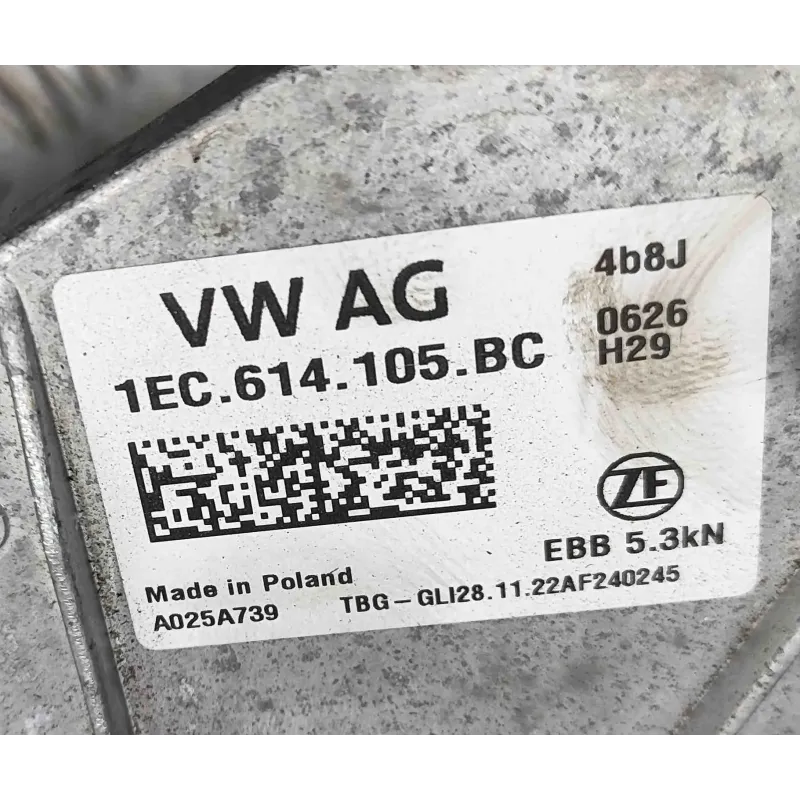 VW AG
4b8J
0626
H29
1EC.614.105.BC
ZF
EBB 5.3kN
Made in Poland
A025A739
TBG-GLI28.11.22AF240245